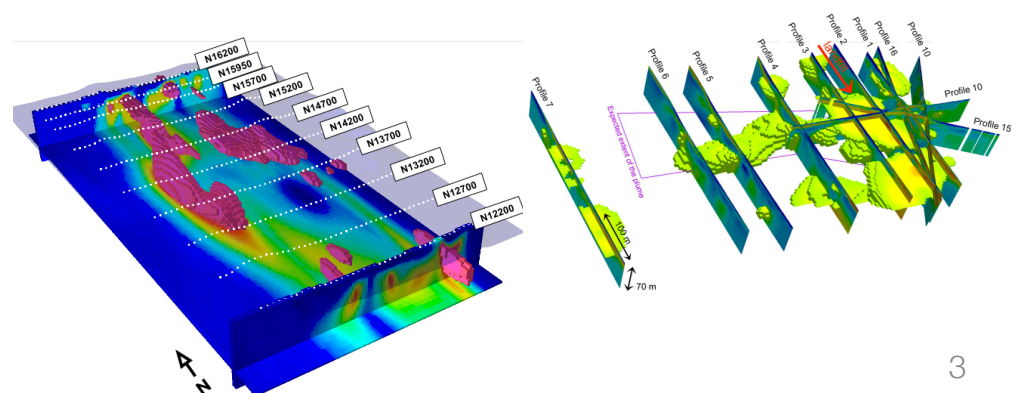 N16200
N15950
N15700
N15200
N14700
N14200
N13700
N13200
N12700
N12200
N
Profile 7
Profile 6
Profile 5
Profile 4
Profile 3
Profile 2
Profile 1
Profile 16
Profile 10
Profile 10
Profile 15
Expected extent of the plume
100 m
70 m
3